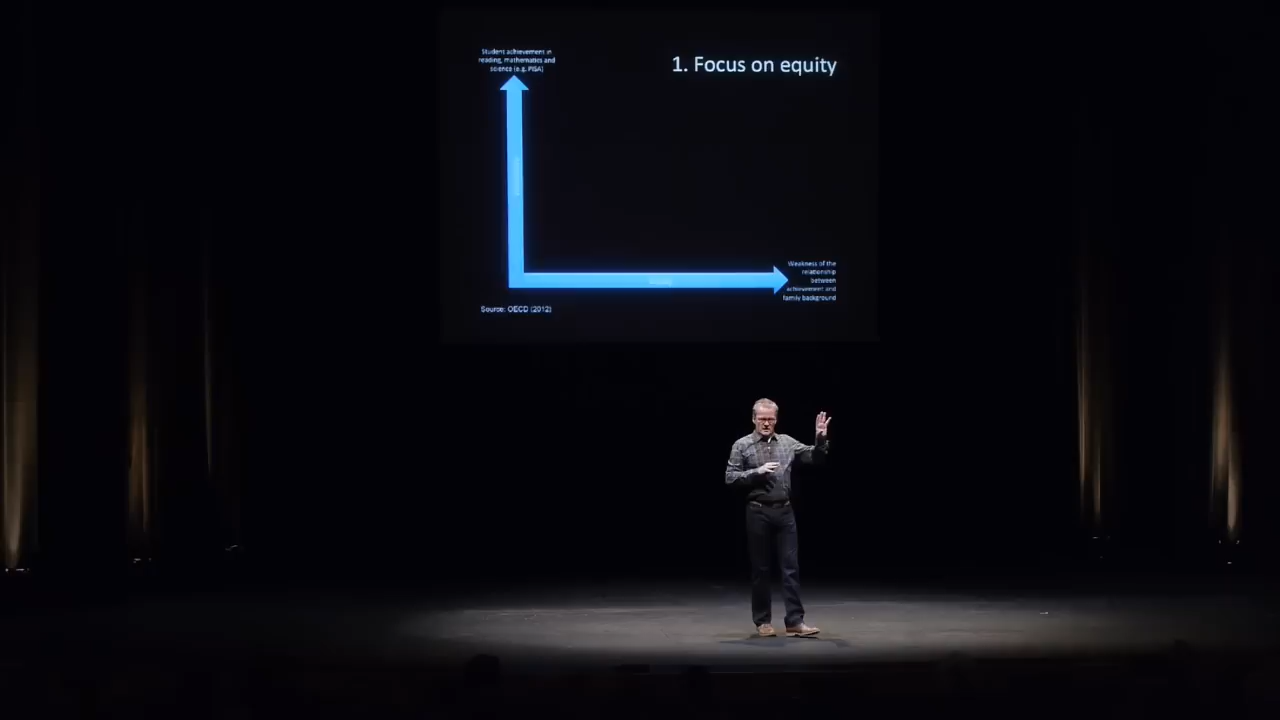 Student achievement in
reading, mathematics and
science (e.g. PISA)
1. Focus on equity
Weakness of the
relationship
between
achievement and
family background
Source: OECD (2012)